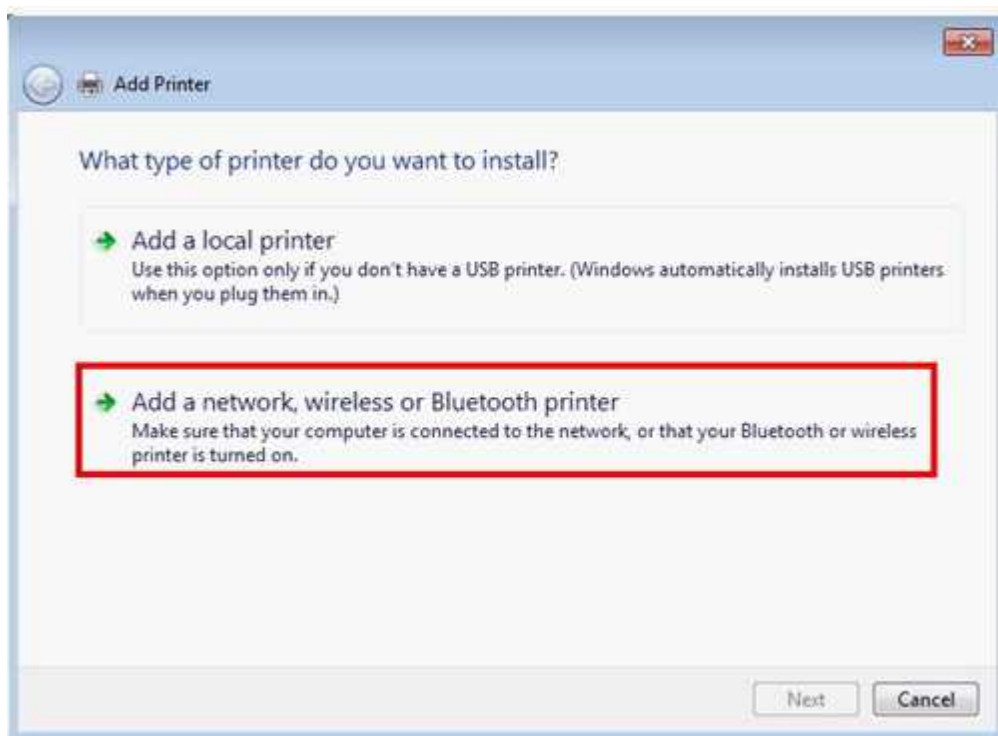 Add Printer
What type of printer do you want to install?
Add a local printer
Use this option only if you don't have a USB printer. (Windows automatically installs USB printers
when you plug them in.)
Add a network, wireless or Bluetooth printer
Make sure that your computer is connected to the network, or that your Bluetooth or wireless
printer is turned on.
Next
Cancel